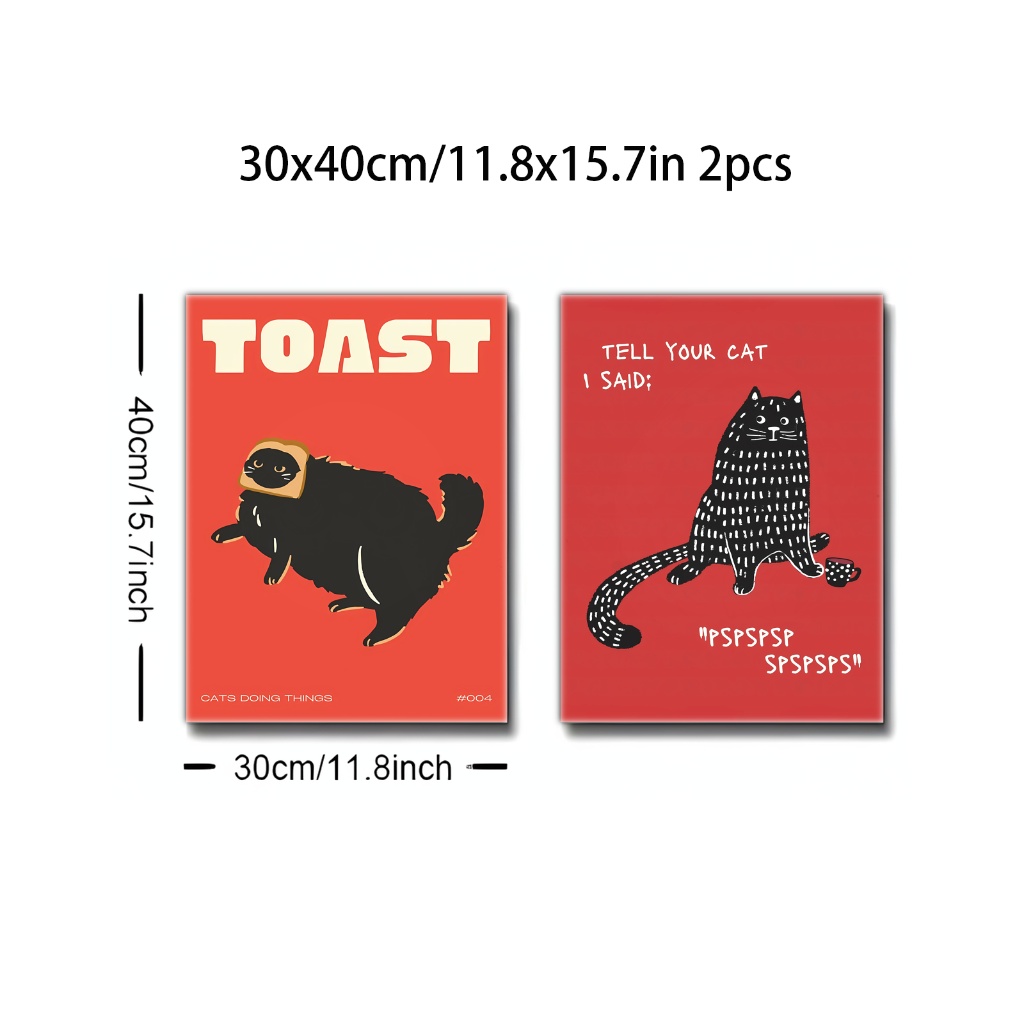 30x40cm/11.8x15.7in 2pcs
40cm/15.7inch
TOAST
CATS DOING THINGS
#004
TELL YOUR CAT
I SAID;
"PSPSPSP
SPSPSPS"
30cm/11.8inch